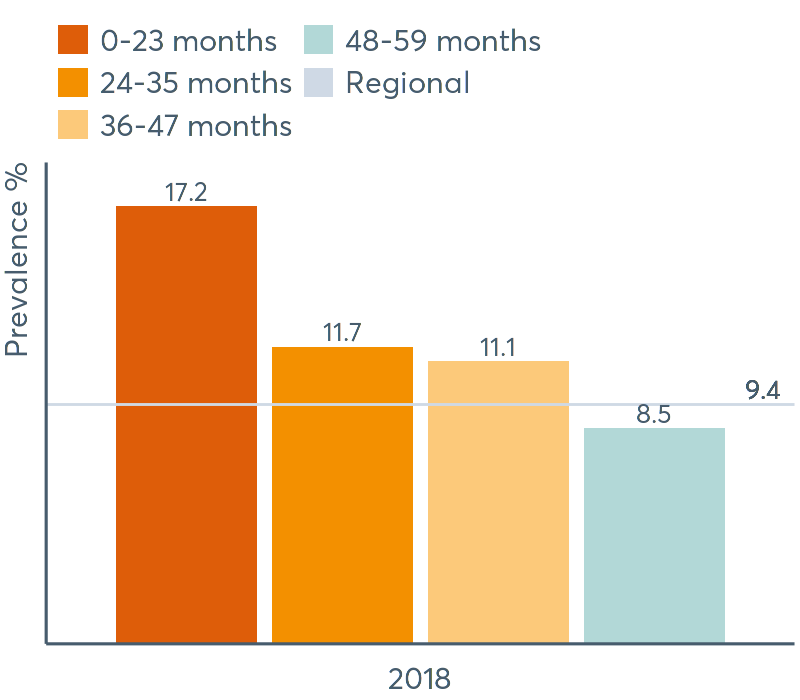 0-23 months
24-35 months
36-47 months
48-59 months
Regional
Prevalence %
17.2
11.7
11.1
8.5
9.4
2018